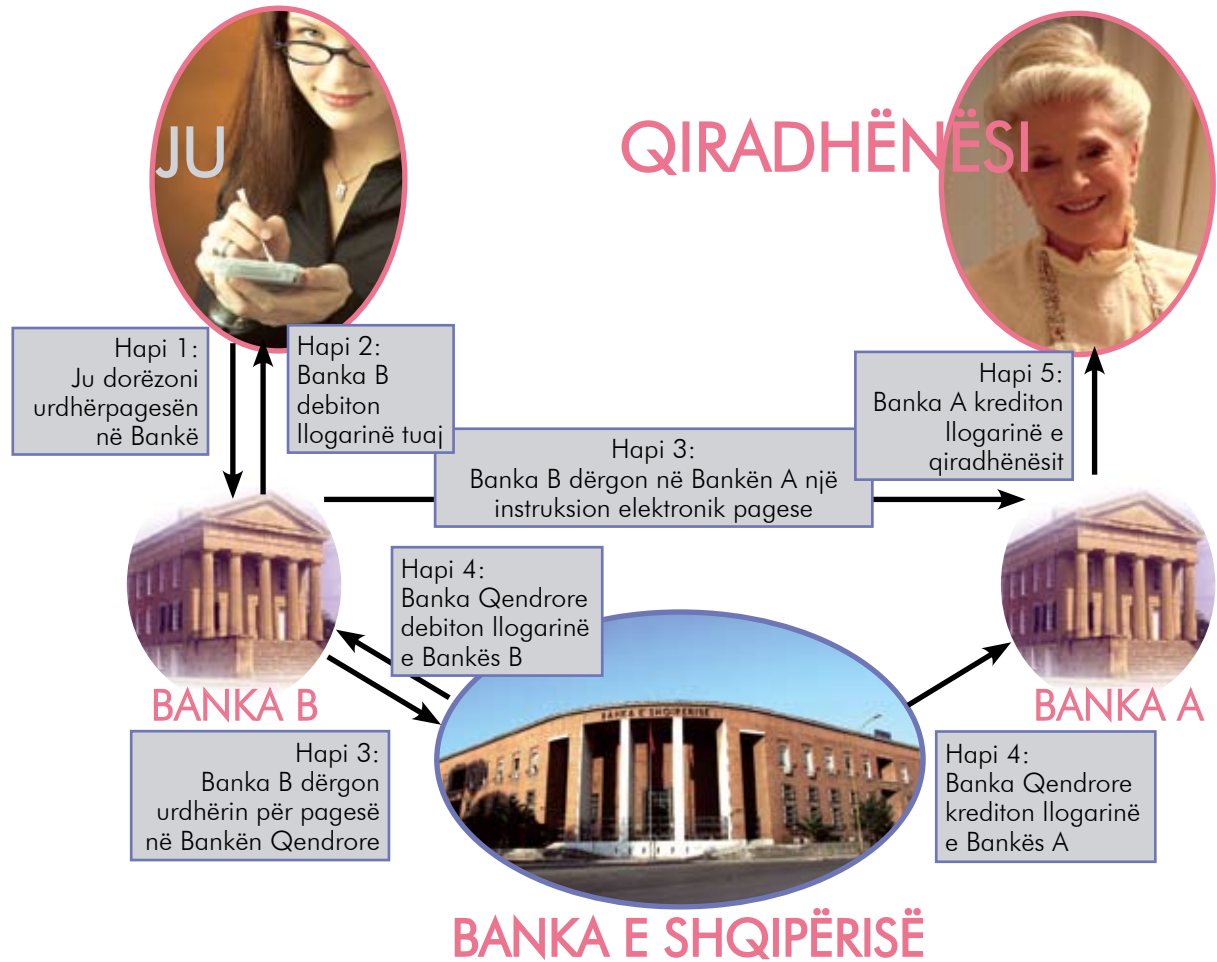 JU
QIRADHËNËSI
Hapi 1:
Ju dorëzoni
urdhërpagesën
në Bankë
Hapi 2:
Banka B
debiton
llogarinë tuaj
Hapi 3:
Banka B dërgon në Bankën A një
instruksion elektronik pagese
Hapi 5:
Banka A krediton
llogarinë e
qiradhënësit
Hapi 4:
Banka Qendrore
debiton llogarinë
e Bankës B
BANKA B
BANKA A
BANKA E SHQIPERISE
Hapi 3:
Banka B dërgon
urdhërin për pagesë
në Bankën Qendrore
Hapi 4:
Banka Qendrore
krediton llogarinë
e Bankës A
BANKA E SHQIPËRISË